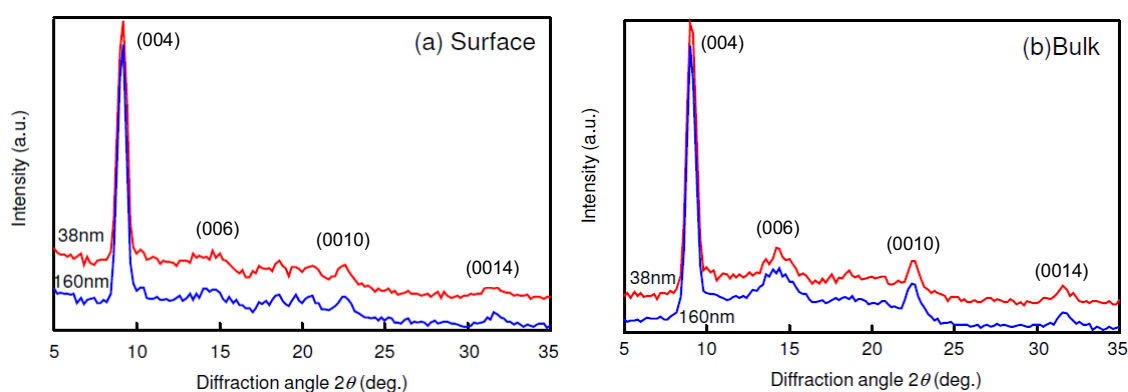 (a) Surface
(004)
38nm
160nm
(006)
(0010)
(0014)
Intensity (a.u.)
5 10 15 20 25 30 35
Diffraction angle 2θ (deg.)
(b)Bulk
(004)
(006)
(0010)
(0014)
38nm
160nm
Intensity (a.u.)
5 10 15 20 25 30 35
Diffraction angle 2θ (deg.)